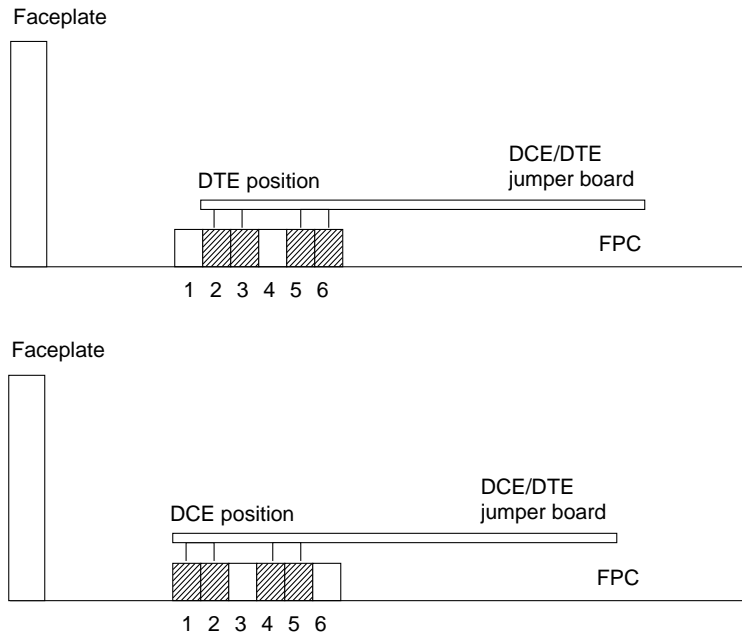 Faceplate
DCE/DTE
DTE position jumper board
FPC
1 2 3 4 5 6
Faceplate
DCE/DTE
DCE position jumper board
FPC
1 2 3 4 5 6